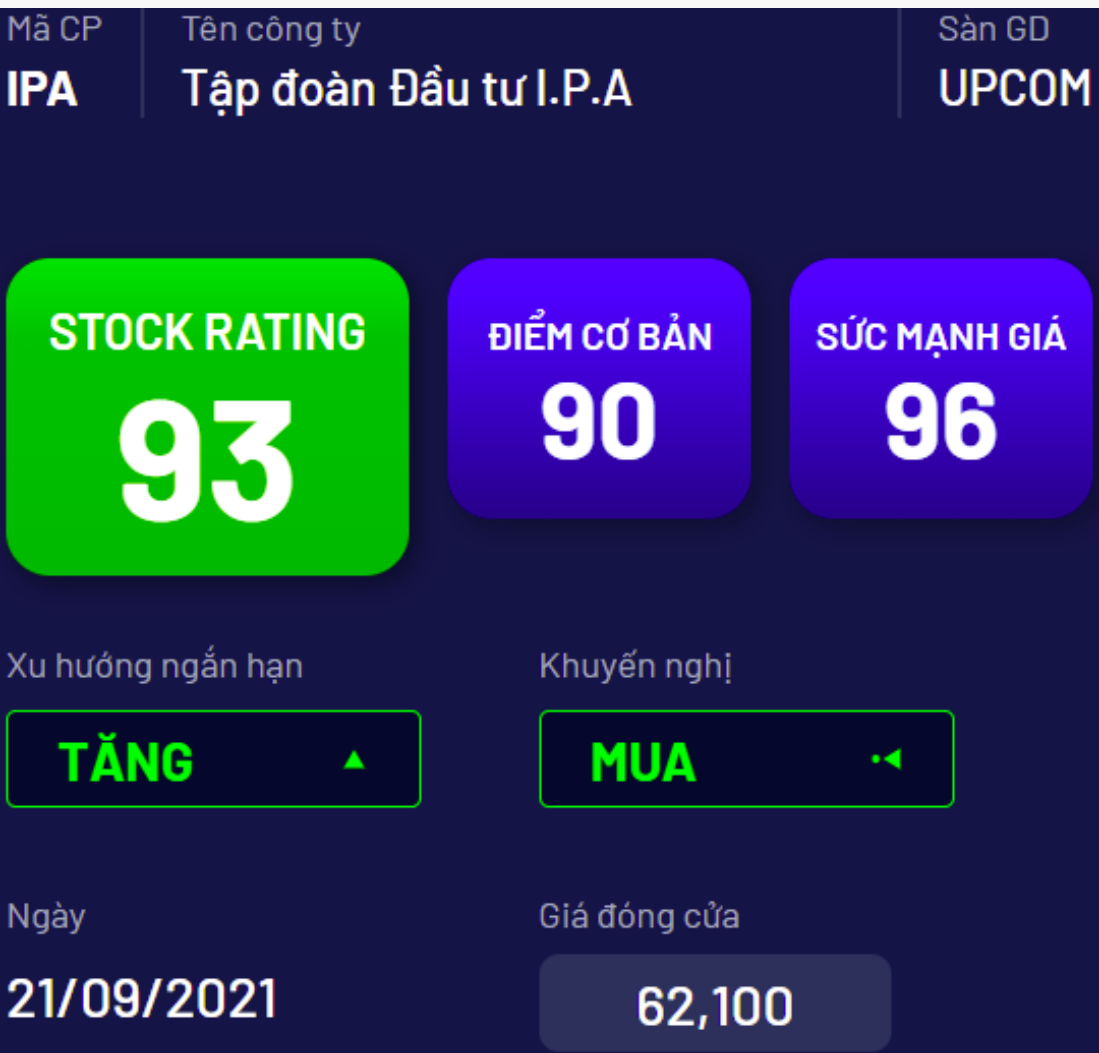 Mã CP
Tên công ty
Sàn GD
IPA
Tập đoàn Đầu tư I.P.A
UPCOM
STOCK RATING
93
ĐIỂM CƠ BẢN
90
SỨC MẠNH GIÁ
96
Xu hướng ngắn hạn
Khuyến nghị
TĂNG
MUA
Ngày
Giá đóng cửa
21/09/2021
62,100